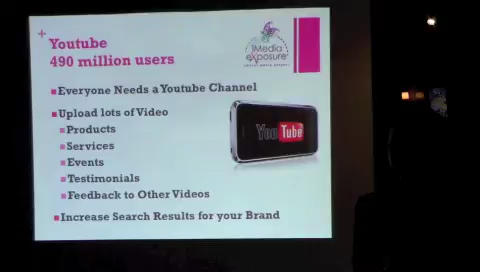 +
Youtube
490 million users
iMedia
eXposure
Everyone Needs a Youtube Channel
Upload lots of Video
Products
Services
Events
Testimonials
Feedback to Other Videos
Increase Search Results for your Brand
YouTube